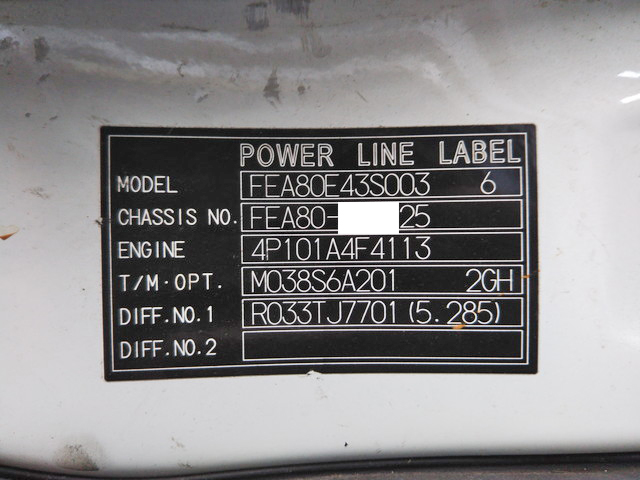 POWER LINE LABEL
MODEL FEA80E43S003 6
CHASSIS NO. FEA80- 25
ENGINE 4P101A4F4113
T/M·OPT. M038S6A201 2GH
DIFF.NO.1 R033TJ7701 (5.285)
DIFF.NO.2